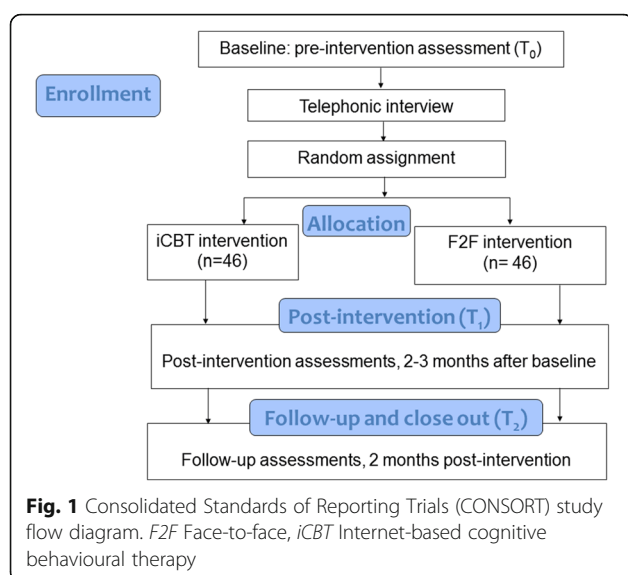 Baseline: pre-intervention assessment (T₀)
Enrollment
Telephonic interview
Random assignment
Allocation
iCBT intervention
(n=46)
F2F intervention
(n= 46)
Post-intervention (T₁)
Post-intervention assessments, 2-3 months after baseline
Follow-up and close out (T₂)
Follow-up assessments, 2 months post-intervention
Fig. 1 Consolidated Standards of Reporting Trials (CONSORT) study
flow diagram. F2F Face-to-face, iCBT Internet-based cognitive
behavioural therapy